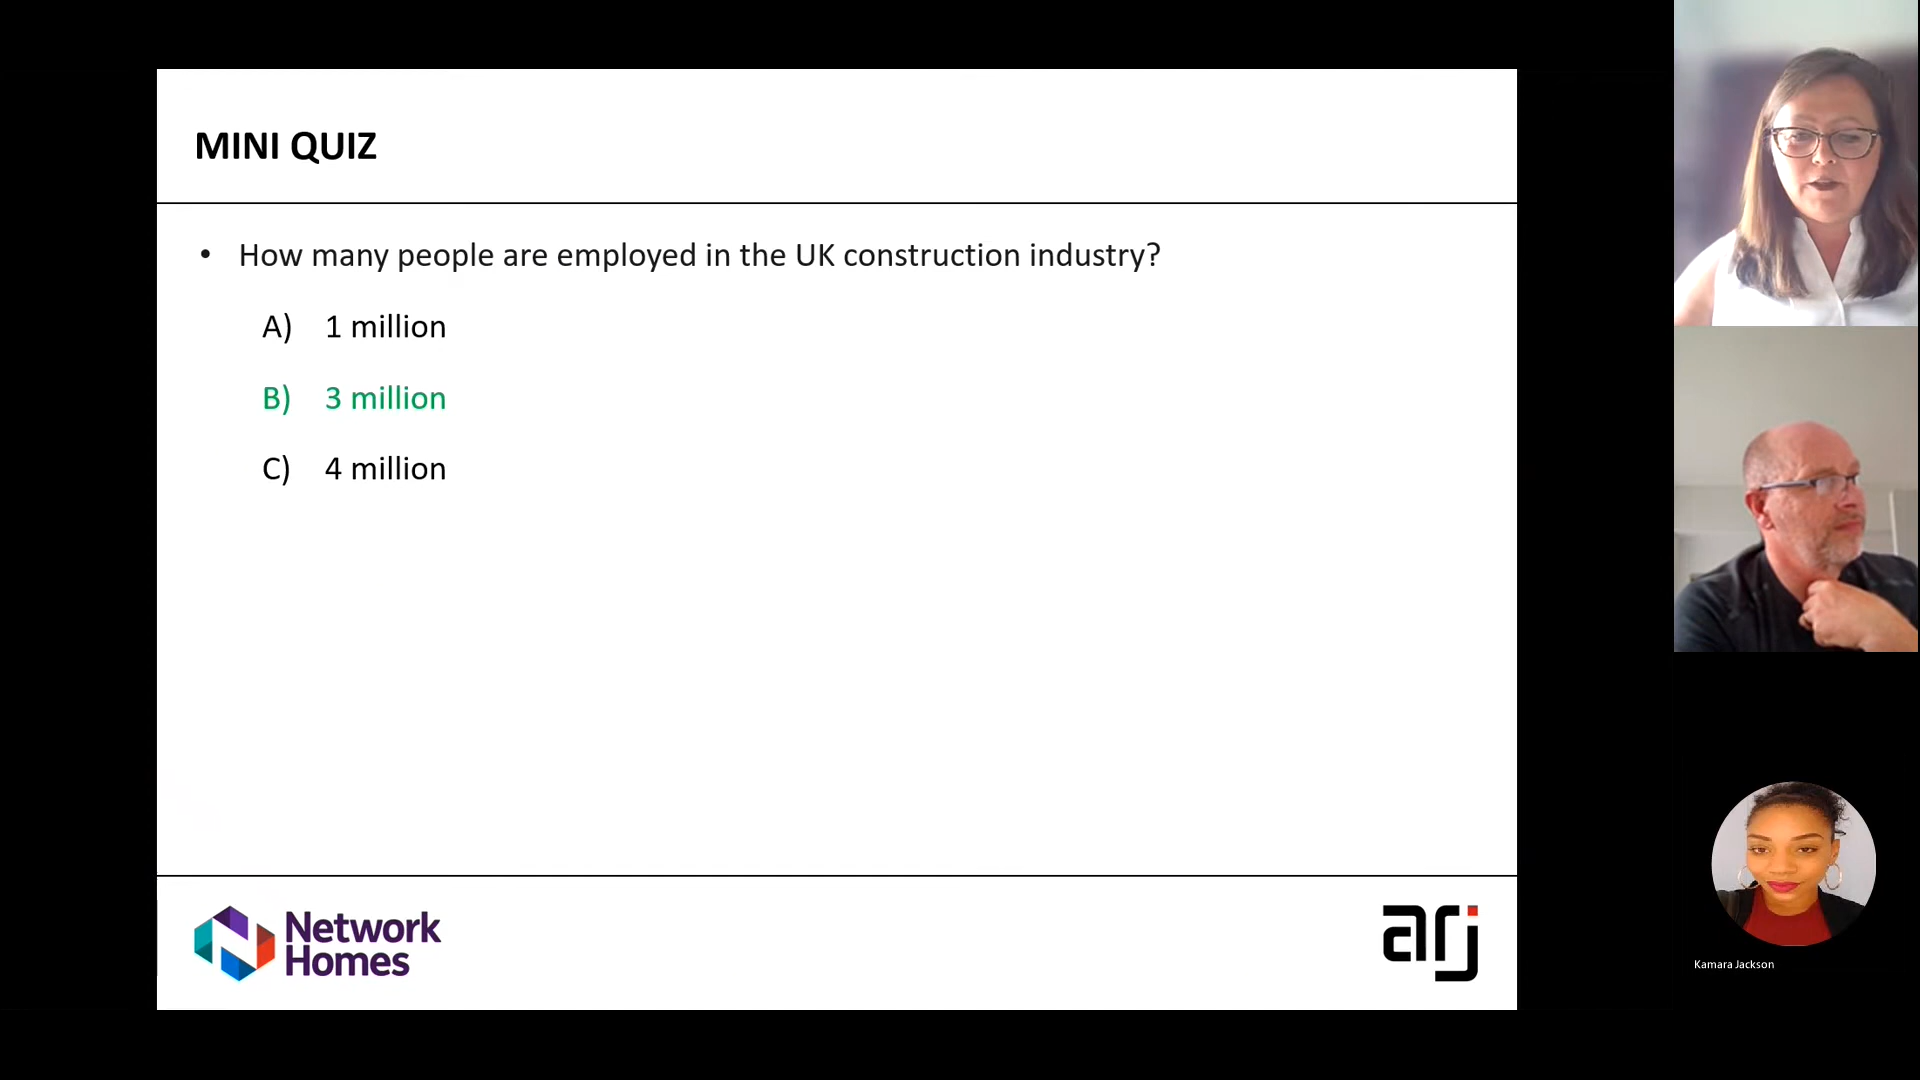 MINI QUIZ
• How many people are employed in the UK construction industry?
A) 1 million
B) 3 million
C) 4 million
Network
Homes
arj
Kamara Jackson